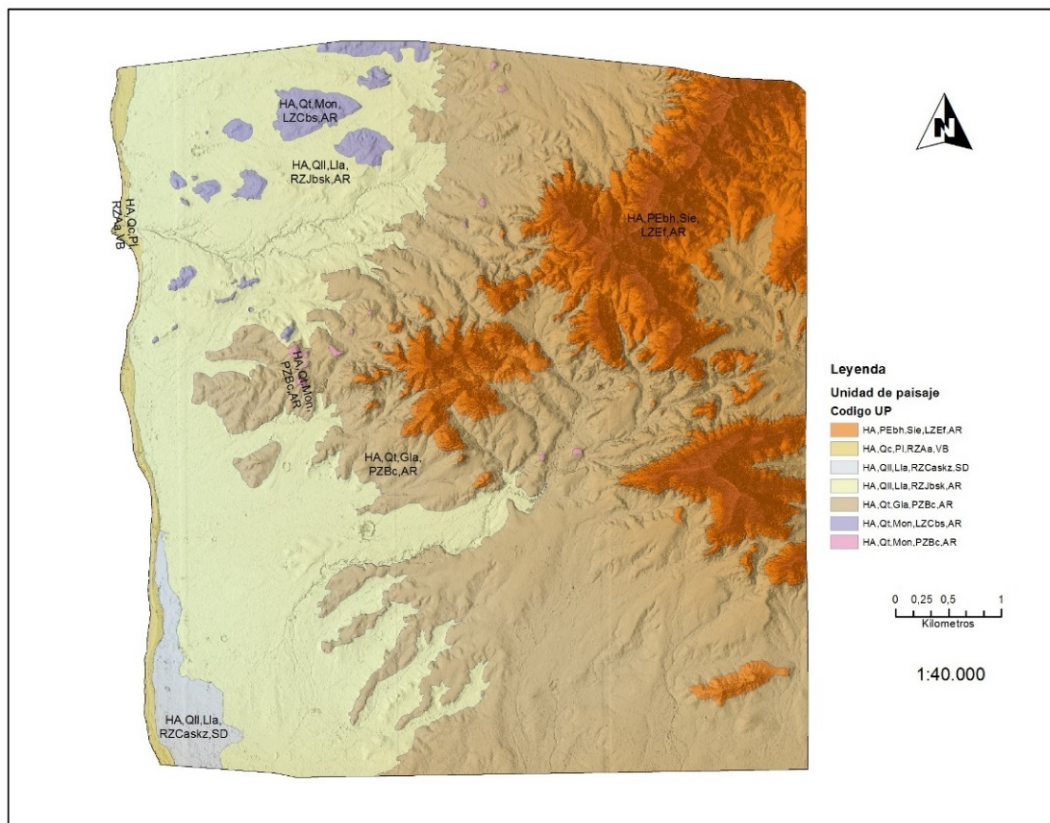 HA,Qt,Mon,
LZCbs,AR
HA,Qll,Lla,
RZJbsk,AR
HA,Qc,Pl,
RZAa,VB
HA,PEbh,Sie,
LZEf,AR
HA,Qt,Mon,
PZBc,AR
HA,Qt,Gla,
PZBc,AR
HA,Qll,Lla,
RZCaskz,SD
N
Leyenda
Unidad de paisaje
Codigo UP
HA,PEbh,Sie,LZEf,AR
HA,Qc,Pl,RZAa,VB
HA,Qll,Lla,RZCaskz,SD
HA,Qll,Lla,RZJbsk,AR
HA,Qt,Gla,PZBc,AR
HA,Qt,Mon,LZCbs,AR
HA,Qt,Mon,PZBc,AR
0 0,25 0,5 1
Kilometros
1:40.000